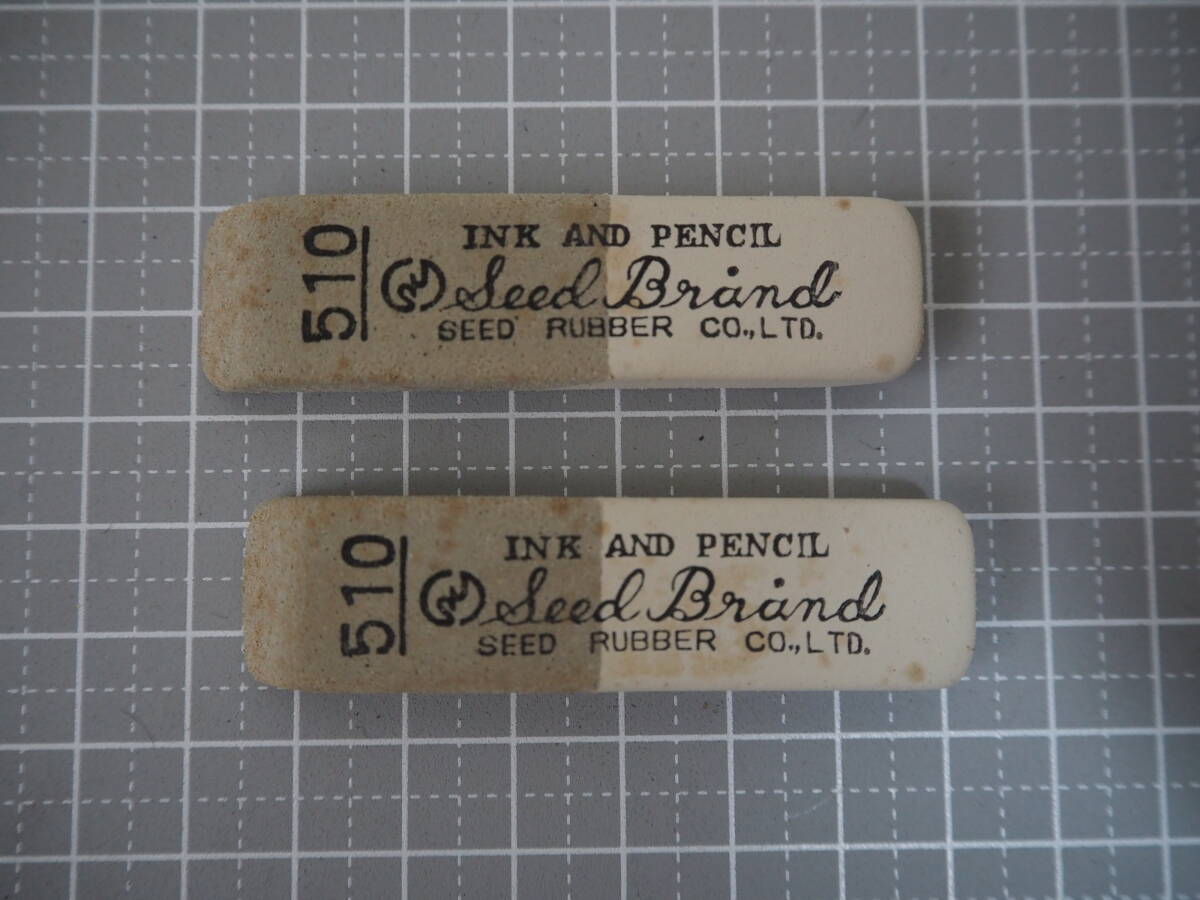 510
INK AND PENCIL
Seed Brand
SEED RUBBER CO.,LTD.
510
INK AND PENCIL
Seed Brand
SEED RUBBER CO.,LTD.